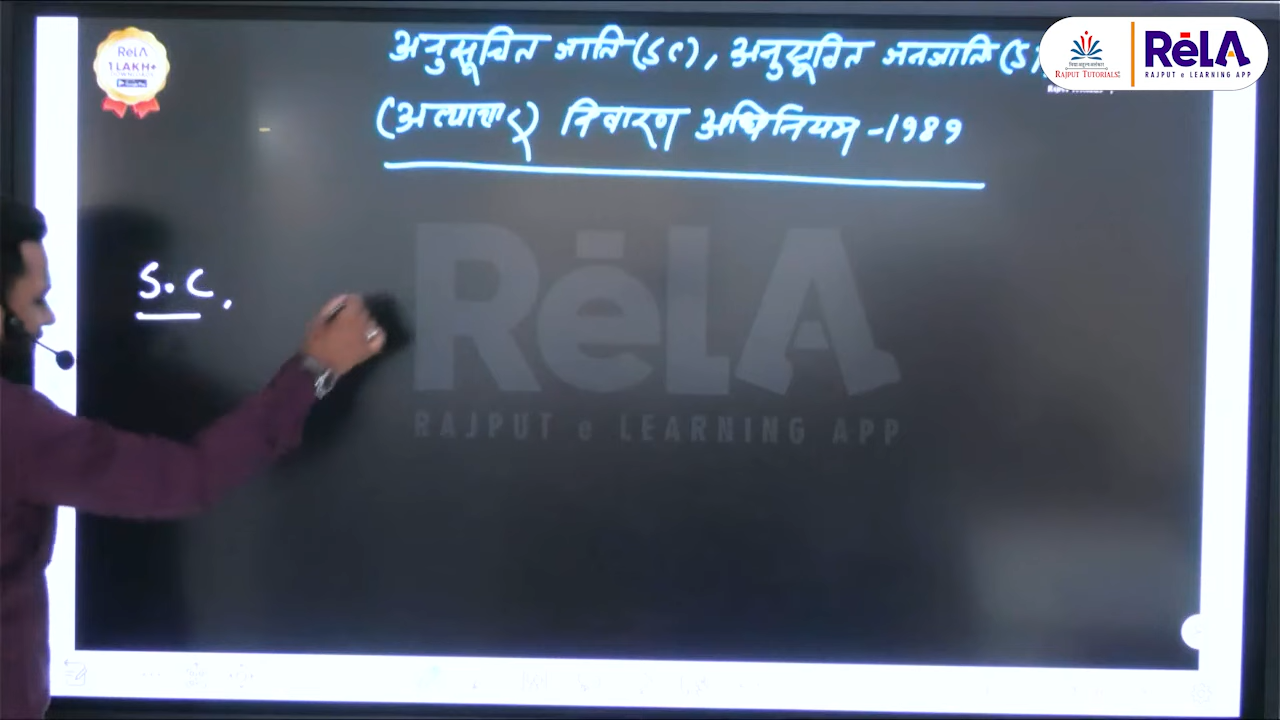 अनुसूचित जाति (SC), अनुसूचित जनजाति (S
(अत्याचार) निवारण अधिनियम -1989
S.C.
RēLA
RAJPUT e LEARNING APP
RēLA
1 LAKH+
RAJPUT TUTORIALS
RēLA
RAJPUT e LEARNING APP